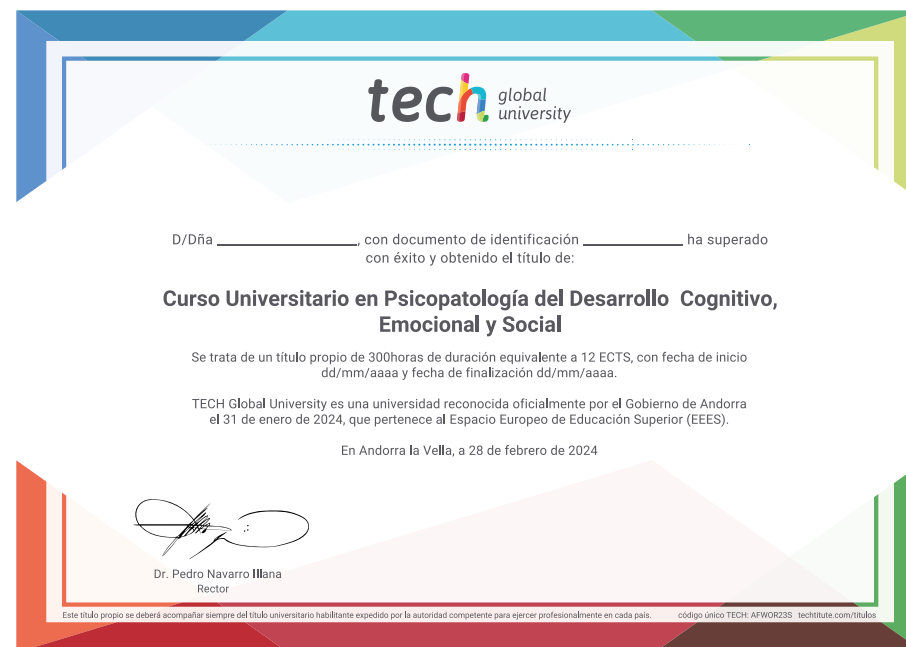 tech global university
D/Dña ____________________, con documento de identificación ______________ ha superado
con éxito y obtenido el título de:
Curso Universitario en Psicopatología del Desarrollo Cognitivo,
Emocional y Social
Se trata de un título propio de 300horas de duración equivalente a 12 ECTS, con fecha de inicio
dd/mm/aaaa y fecha de finalización dd/mm/aaaa.
TECH Global University es una universidad reconocida oficialmente por el Gobierno de Andorra
el 31 de enero de 2024, que pertenece al Espacio Europeo de Educación Superior (EEES).
En Andorra la Vella, a 28 de febrero de 2024
Dr. Pedro Navarro Illana
Rector
Este título propio se deberá acompañar siempre del título universitario habilitante expedido por la autoridad competente para ejercer profesionalmente en cada país. código único TECH: AFWOR23S techtitute.com/titulos